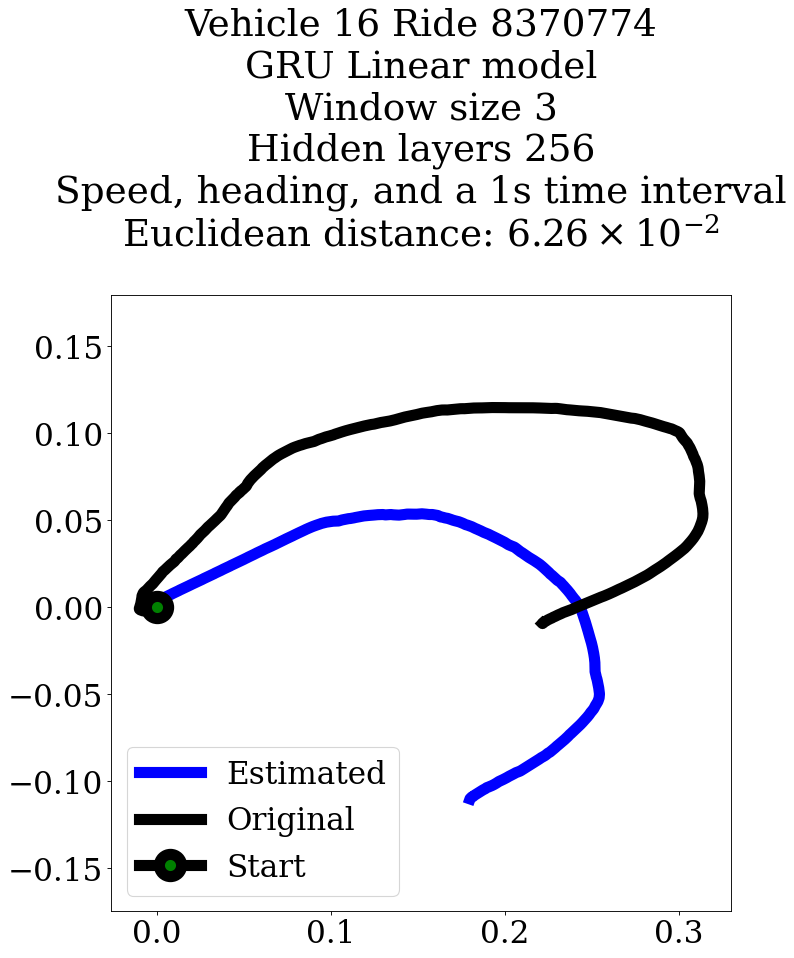 Vehicle 16 Ride 8370774
GRU Linear model
Window size 3
Hidden layers 256
Speed, heading, and a 1s time interval
Euclidean distance: 6.26 × 10⁻²
0.15
0.10
0.05
0.00
−0.05
−0.10
−0.15
Estimated
Original
Start
0.0 0.1 0.2 0.3